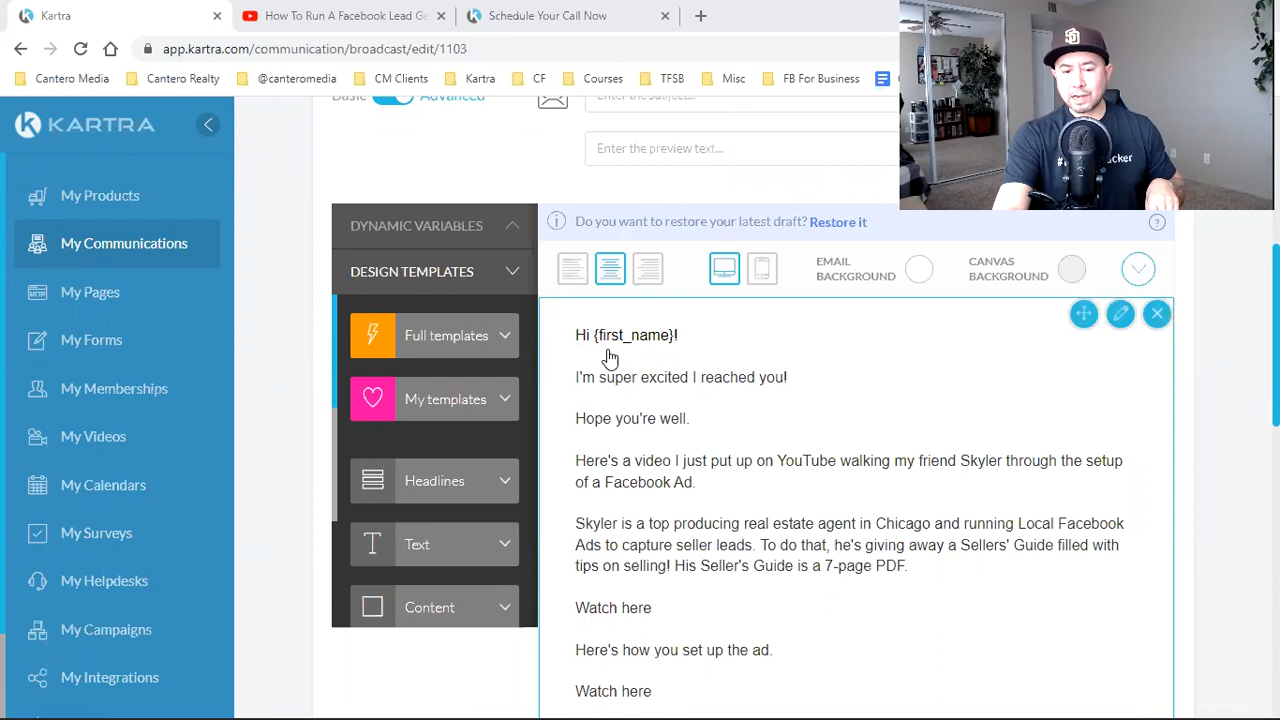 Kartra
How To Run A Facebook Lead Ge
Schedule Your Call Now
app.kartra.com/communication/broadcast/edit/1103
Cantero Media
Cantero Realty
@canteromedia
CM Clients
Kartra
CF
Courses
TFSB
Misc
FB For Business
KARTRA
My Products
My Communications
My Pages
My Forms
My Memberships
My Videos
My Calendars
My Surveys
My Helpdesks
My Campaigns
My Integrations
Basic
Advanced
Enter the subject...
Enter the preview text...
DYNAMIC VARIABLES
DESIGN TEMPLATES
Full templates
My templates
Headlines
Text
Content
Do you want to restore your latest draft? Restore it
EMAIL
BACKGROUND
CANVAS
BACKGROUND
Hi {first_name}!
I'm super excited I reached you!
Hope you're well.
Here's a video I just put up on YouTube walking my friend Skyler through the setup
of a Facebook Ad.
Skyler is a top producing real estate agent in Chicago and running Local Facebook
Ads to capture seller leads. To do that, he's giving away a Sellers' Guide filled with
tips on selling! His Seller's Guide is a 7-page PDF.
Watch here
Here's how you set up the ad.
Watch here